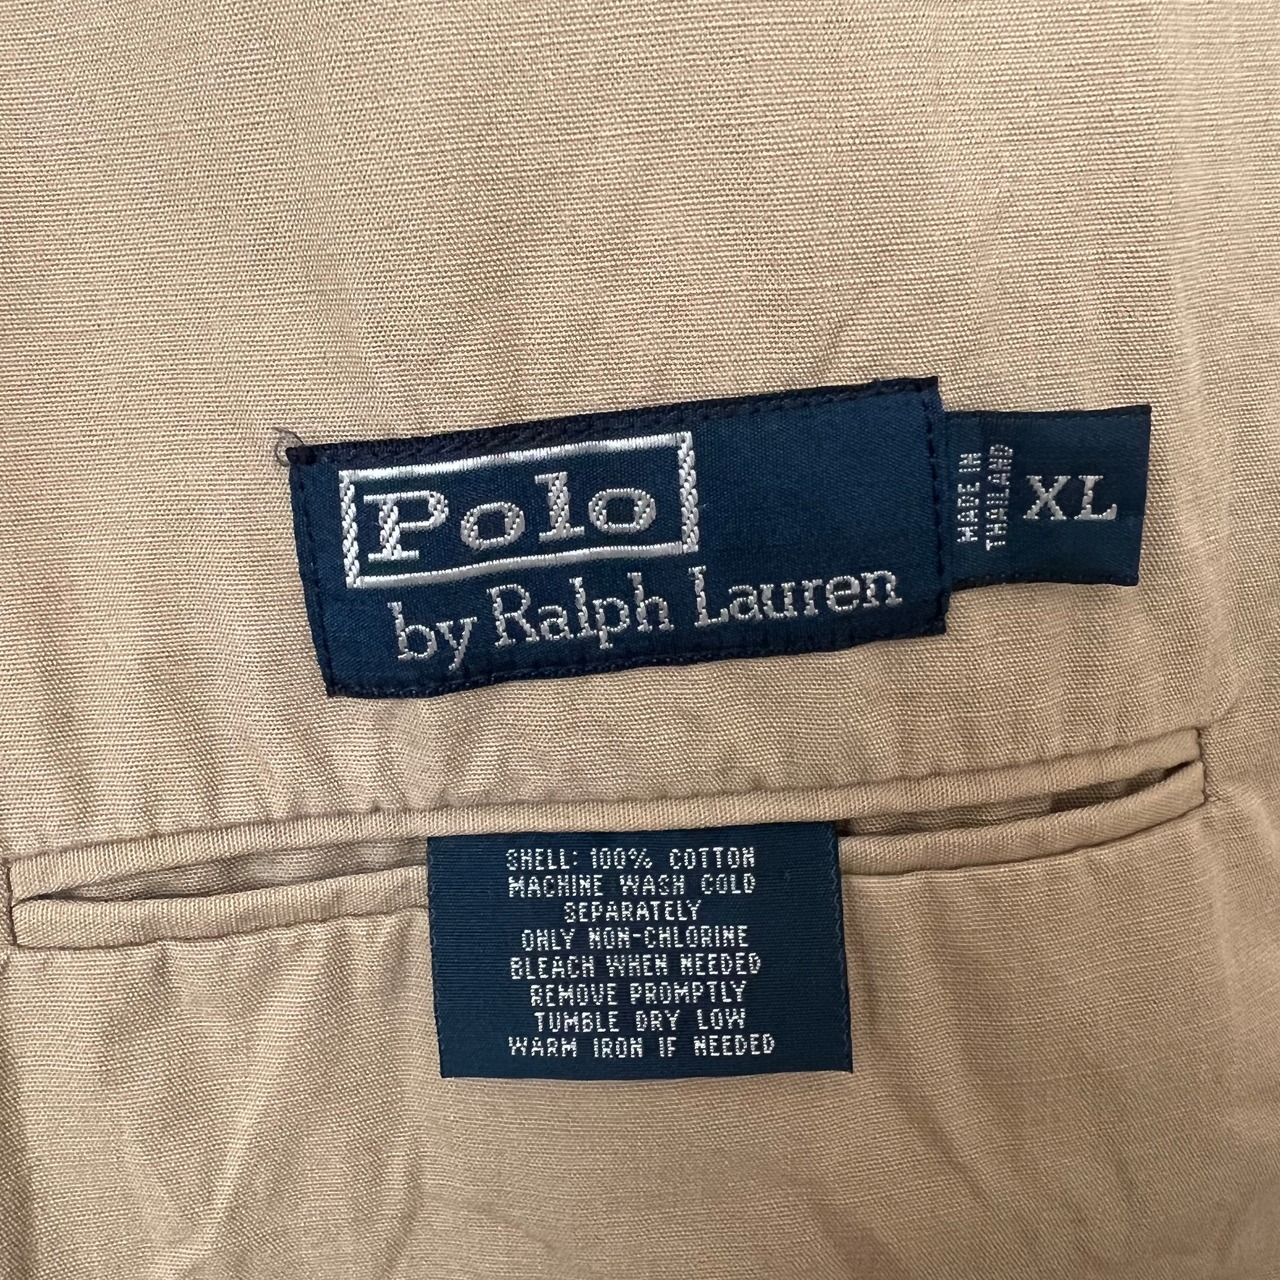 Polo
by Ralph Lauren
MADE IN
THAILAND
XL
SHELL: 100% COTTON
MACHINE WASH COLD
SEPARATELY
ONLY NON-CHLORINE
BLEACH WHEN NEEDED
REMOVE PROMPTLY
TUMBLE DRY LOW
WARM IRON IF NEEDED